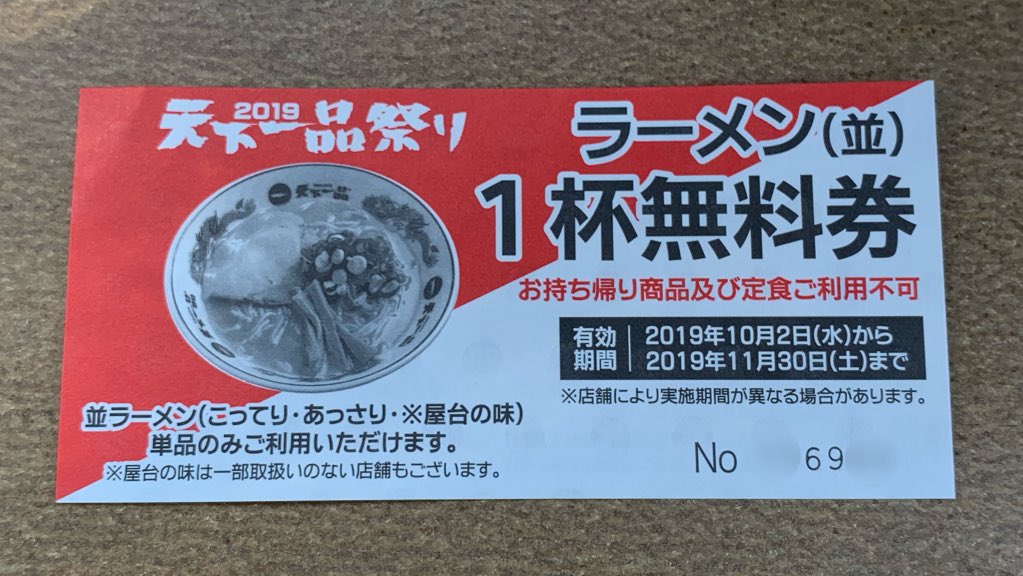 2019
天下一品祭り
ラーメン(並)
1杯無料券
お持ち帰り商品及び定食ご利用不可
有効期間
2019年10月2日(水)から
2019年11月30日(土)まで
※店舗により実施期間が異なる場合があります。
天下一品
並ラーメン(こってり・あっさり・※屋台の味)
単品のみご利用いただけます。
※屋台の味は一部取扱いのない店舗もございます。
No 69